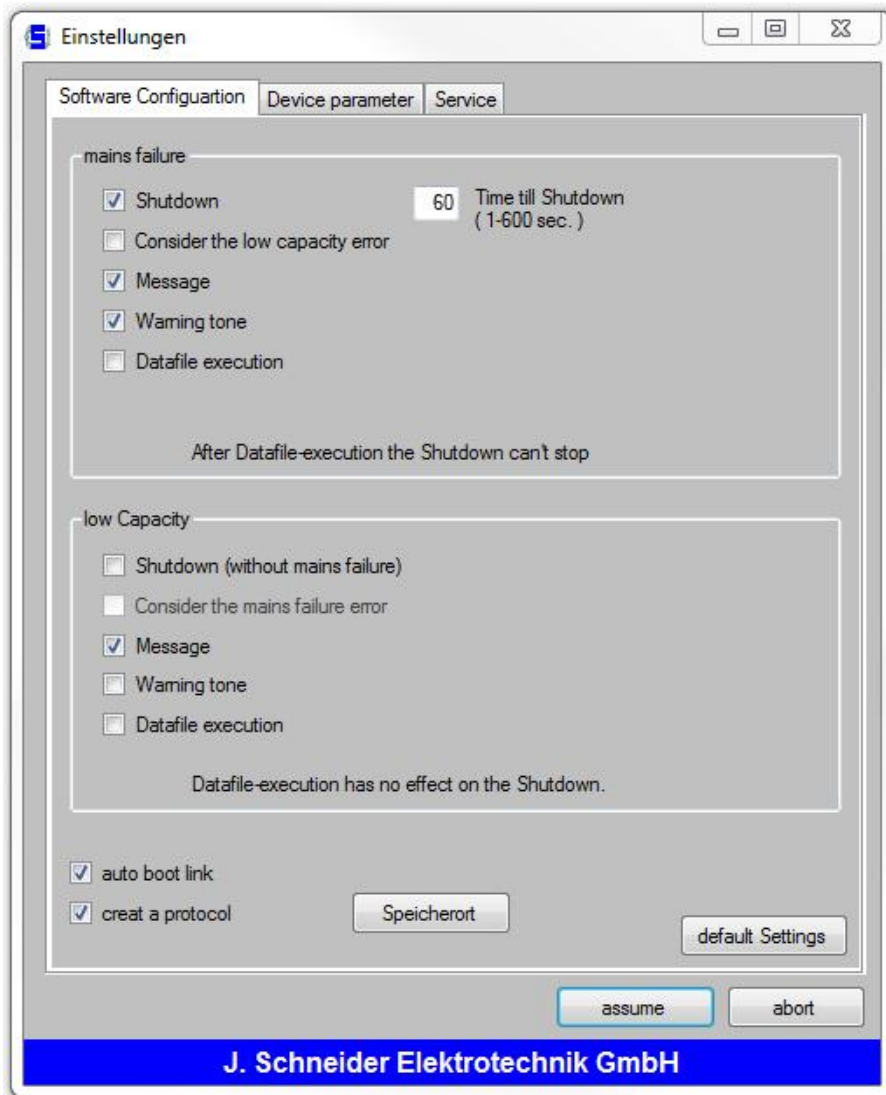 Einstellungen
Software Configuartion
Device parameter
Service
mains failure
Shutdown
60
Time till Shutdown
( 1-600 sec. )
Consider the low capacity error
Message
Warning tone
Datafile execution
After Datafile-execution the Shutdown can't stop
low Capacity
Shutdown (without mains failure)
Consider the mains failure error
Message
Warning tone
Datafile execution
Datafile-execution has no effect on the Shutdown.
auto boot link
creat a protocol
Speicherort
default Settings
assume
abort
J. Schneider Elektrotechnik GmbH